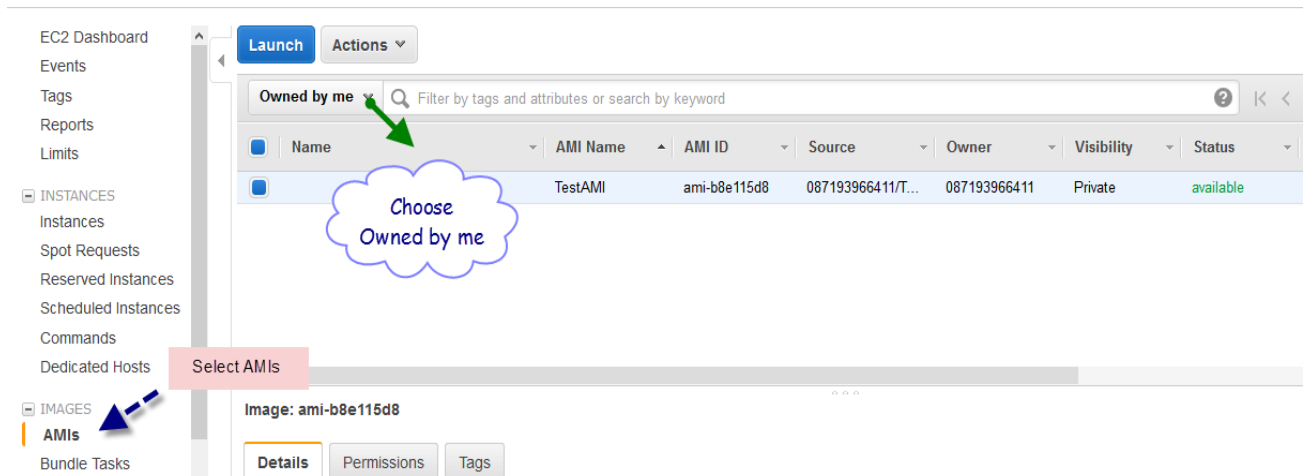 EC2 Dashboard
Events
Tags
Reports
Limits
INSTANCES
Instances
Spot Requests
Reserved Instances
Scheduled Instances
Commands
Dedicated Hosts
Select AMIs
IMAGES
AMIs
Bundle Tasks
Launch Actions
Owned by me Filter by tags and attributes or search by keyword
Name AMI Name AMI ID Source Owner Visibility Status
TestAMI ami-b8e115d8 087193966411/T... 087193966411 Private available
Choose
Owned by me
Image: ami-b8e115d8
Details Permissions Tags